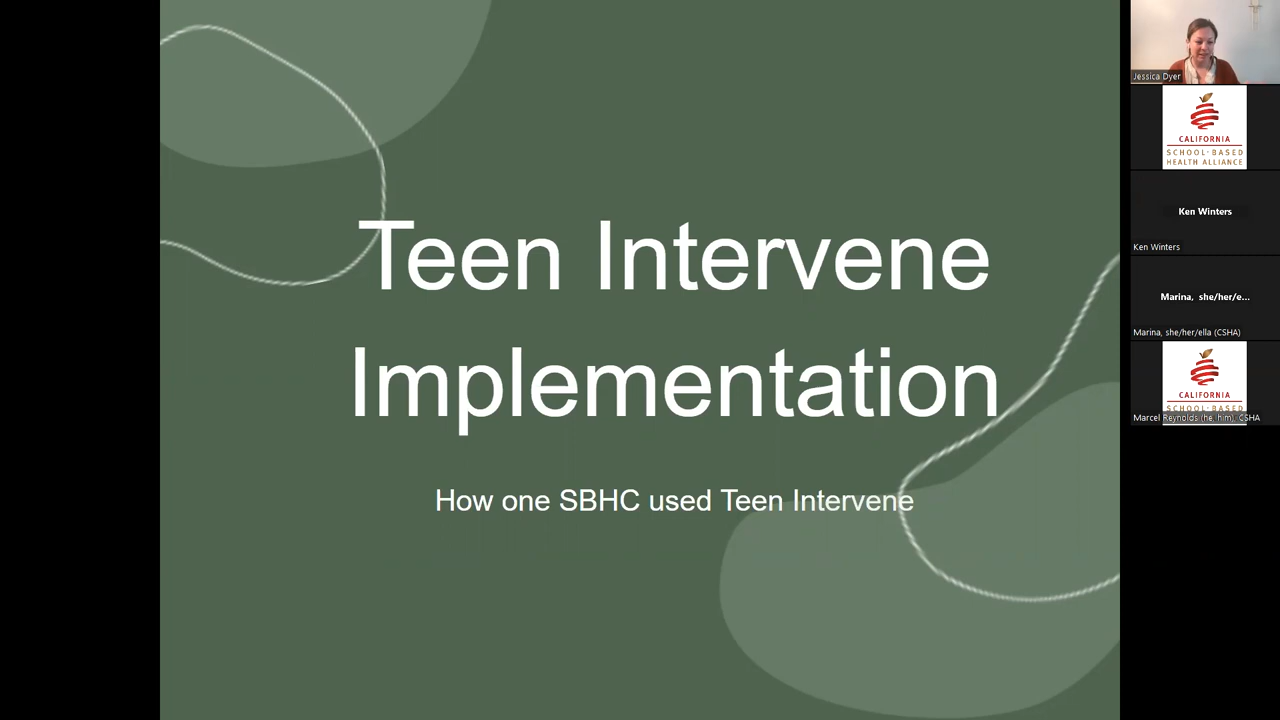 Teen Intervene
Implementation
How one SBHC used Teen Intervene
Jessica Dyer
CALIFORNIA
SCHOOL-BASED
HEALTH ALLIANCE
Ken Winters
Ken Winters
Marina, she/her/e...
Marina, she/her/ella (CSHA)
CALIFORNIA
SCHOOL-BASED
Marcel Reynolds (he, him), CSHA